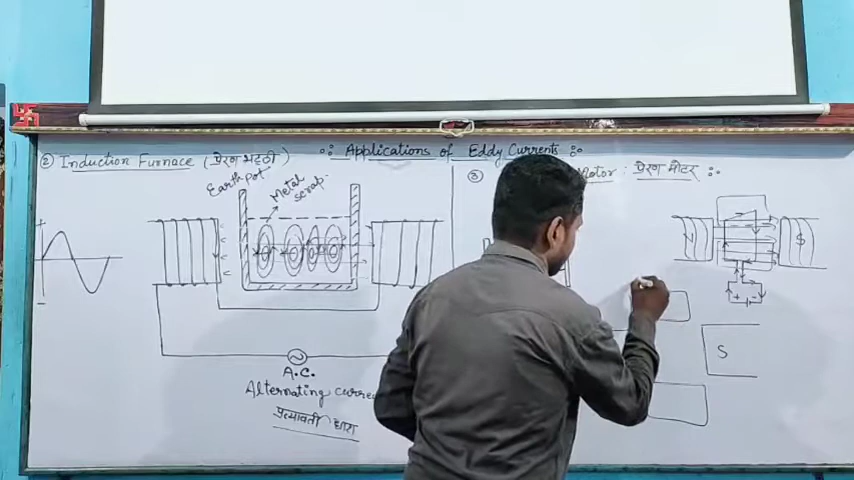 ∴ Applications of Eddy Currents ∴
② Induction Furnace (प्रेरण भट्टी)
Earth Pot
Metal scrap
+
-
A.C.
Alternating curre
प्रत्यावर्ती धारा
③
Motor : प्रेरण मोटर :
N
S
+ -
S